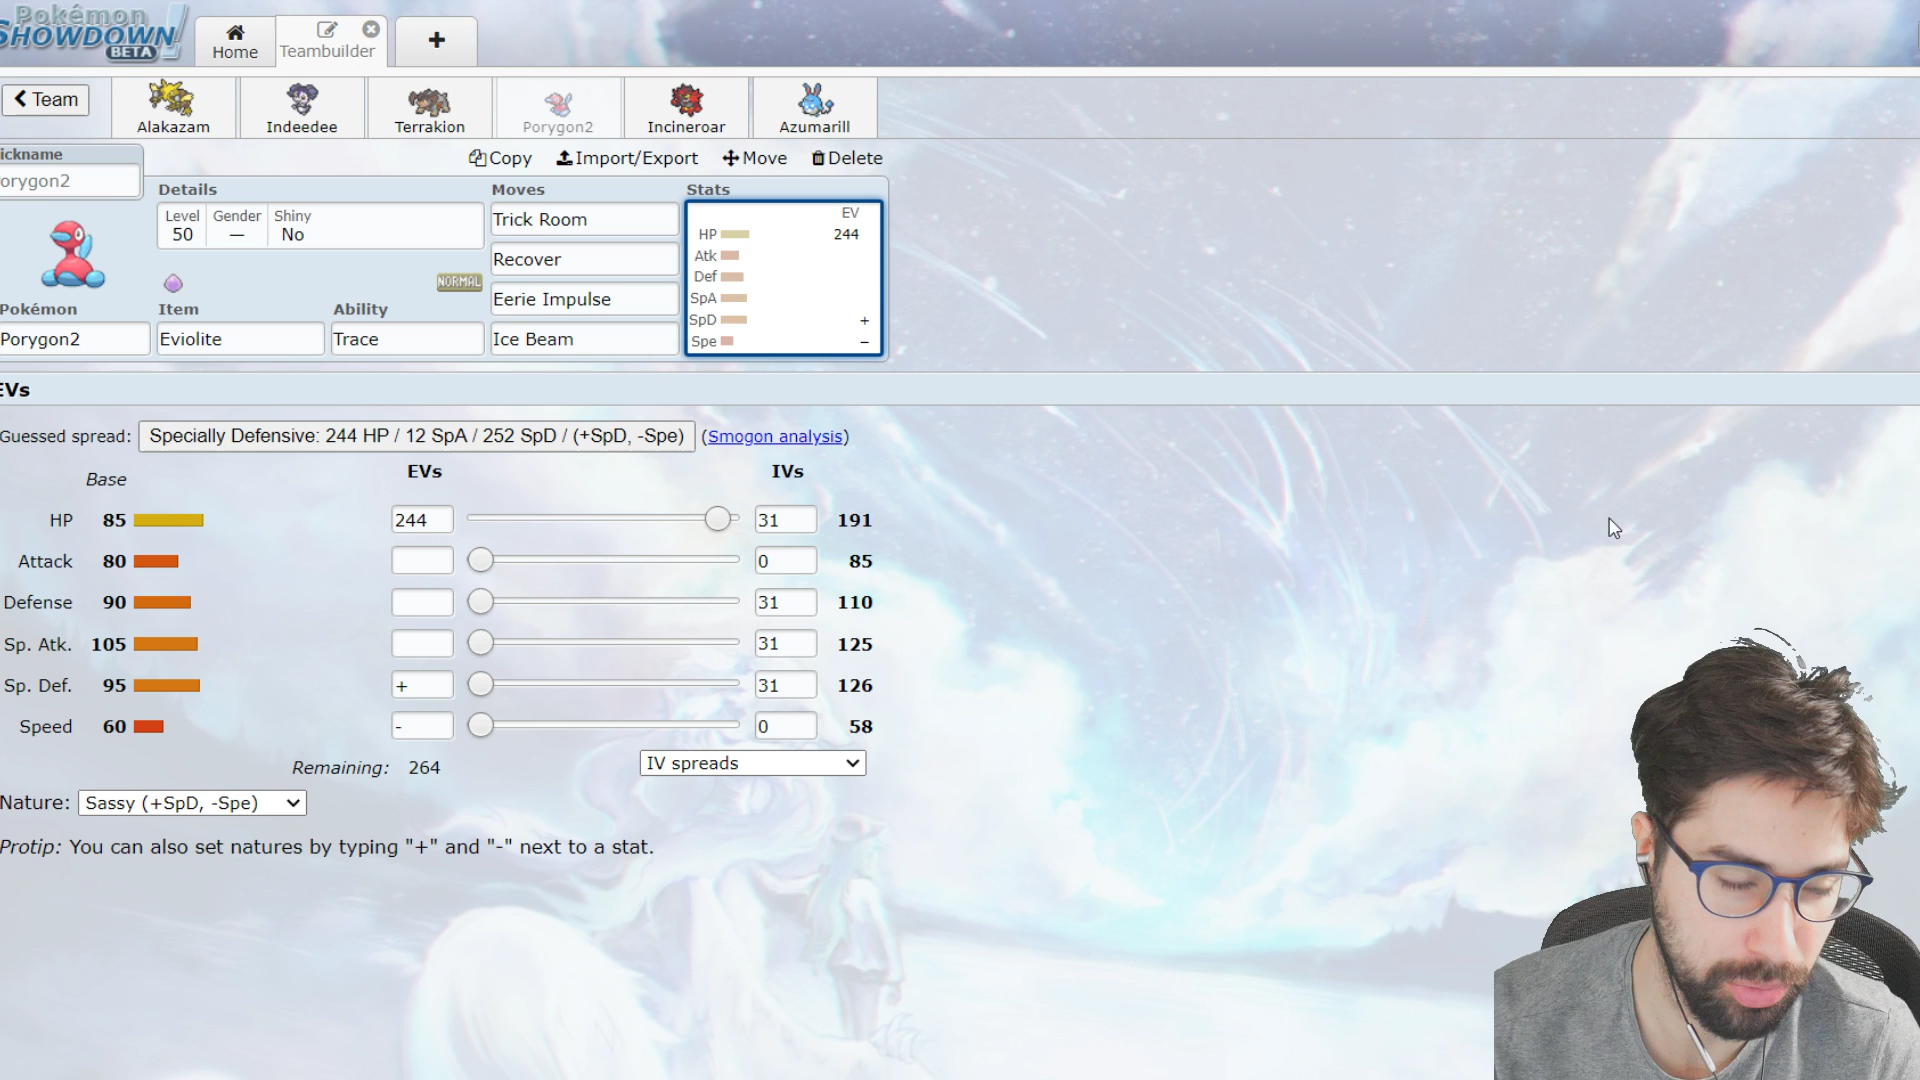 Pokémon
SHOWDOWN
BETA
Home
Teambuilder
Team
Alakazam
Indeedee
Terrakion
Porygon2
Incineroar
Azumarill
ickname
Copy
Import/Export
Move
Delete
orygon2
Details
Moves
Stats
Level
Gender
Shiny
50
—
No
Trick Room
EV
HP
244
Recover
Atk
Def
NORMAL
Eerie Impulse
SpA
Pokémon
Item
Ability
SpD
+
Porygon2
Eviolite
Trace
Ice Beam
Spe
−
EVs
Guessed spread:
Specially Defensive: 244 HP / 12 SpA / 252 SpD / (+SpD, -Spe)
(Smogon analysis)
Base
EVs
IVs
HP 85 244 31 191
Attack 80 0 85
Defense 90 31 110
Sp. Atk. 105 31 125
Sp. Def. 95 + 31 126
Speed 60 - 0 58
Remaining: 264
IV spreads
Nature: Sassy (+SpD, -Spe)
Protip: You can also set natures by typing "+" and "-" next to a stat.